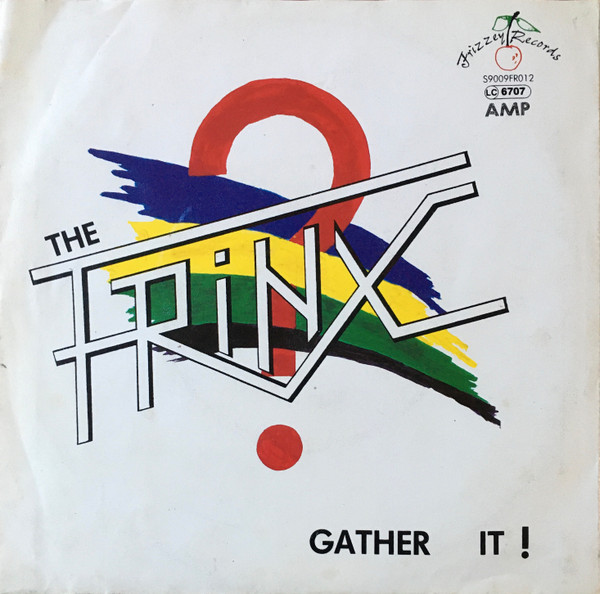 Frizzey Records
S9009FR012
LC 6707
AMP
THE
FRiNX
GATHER IT!